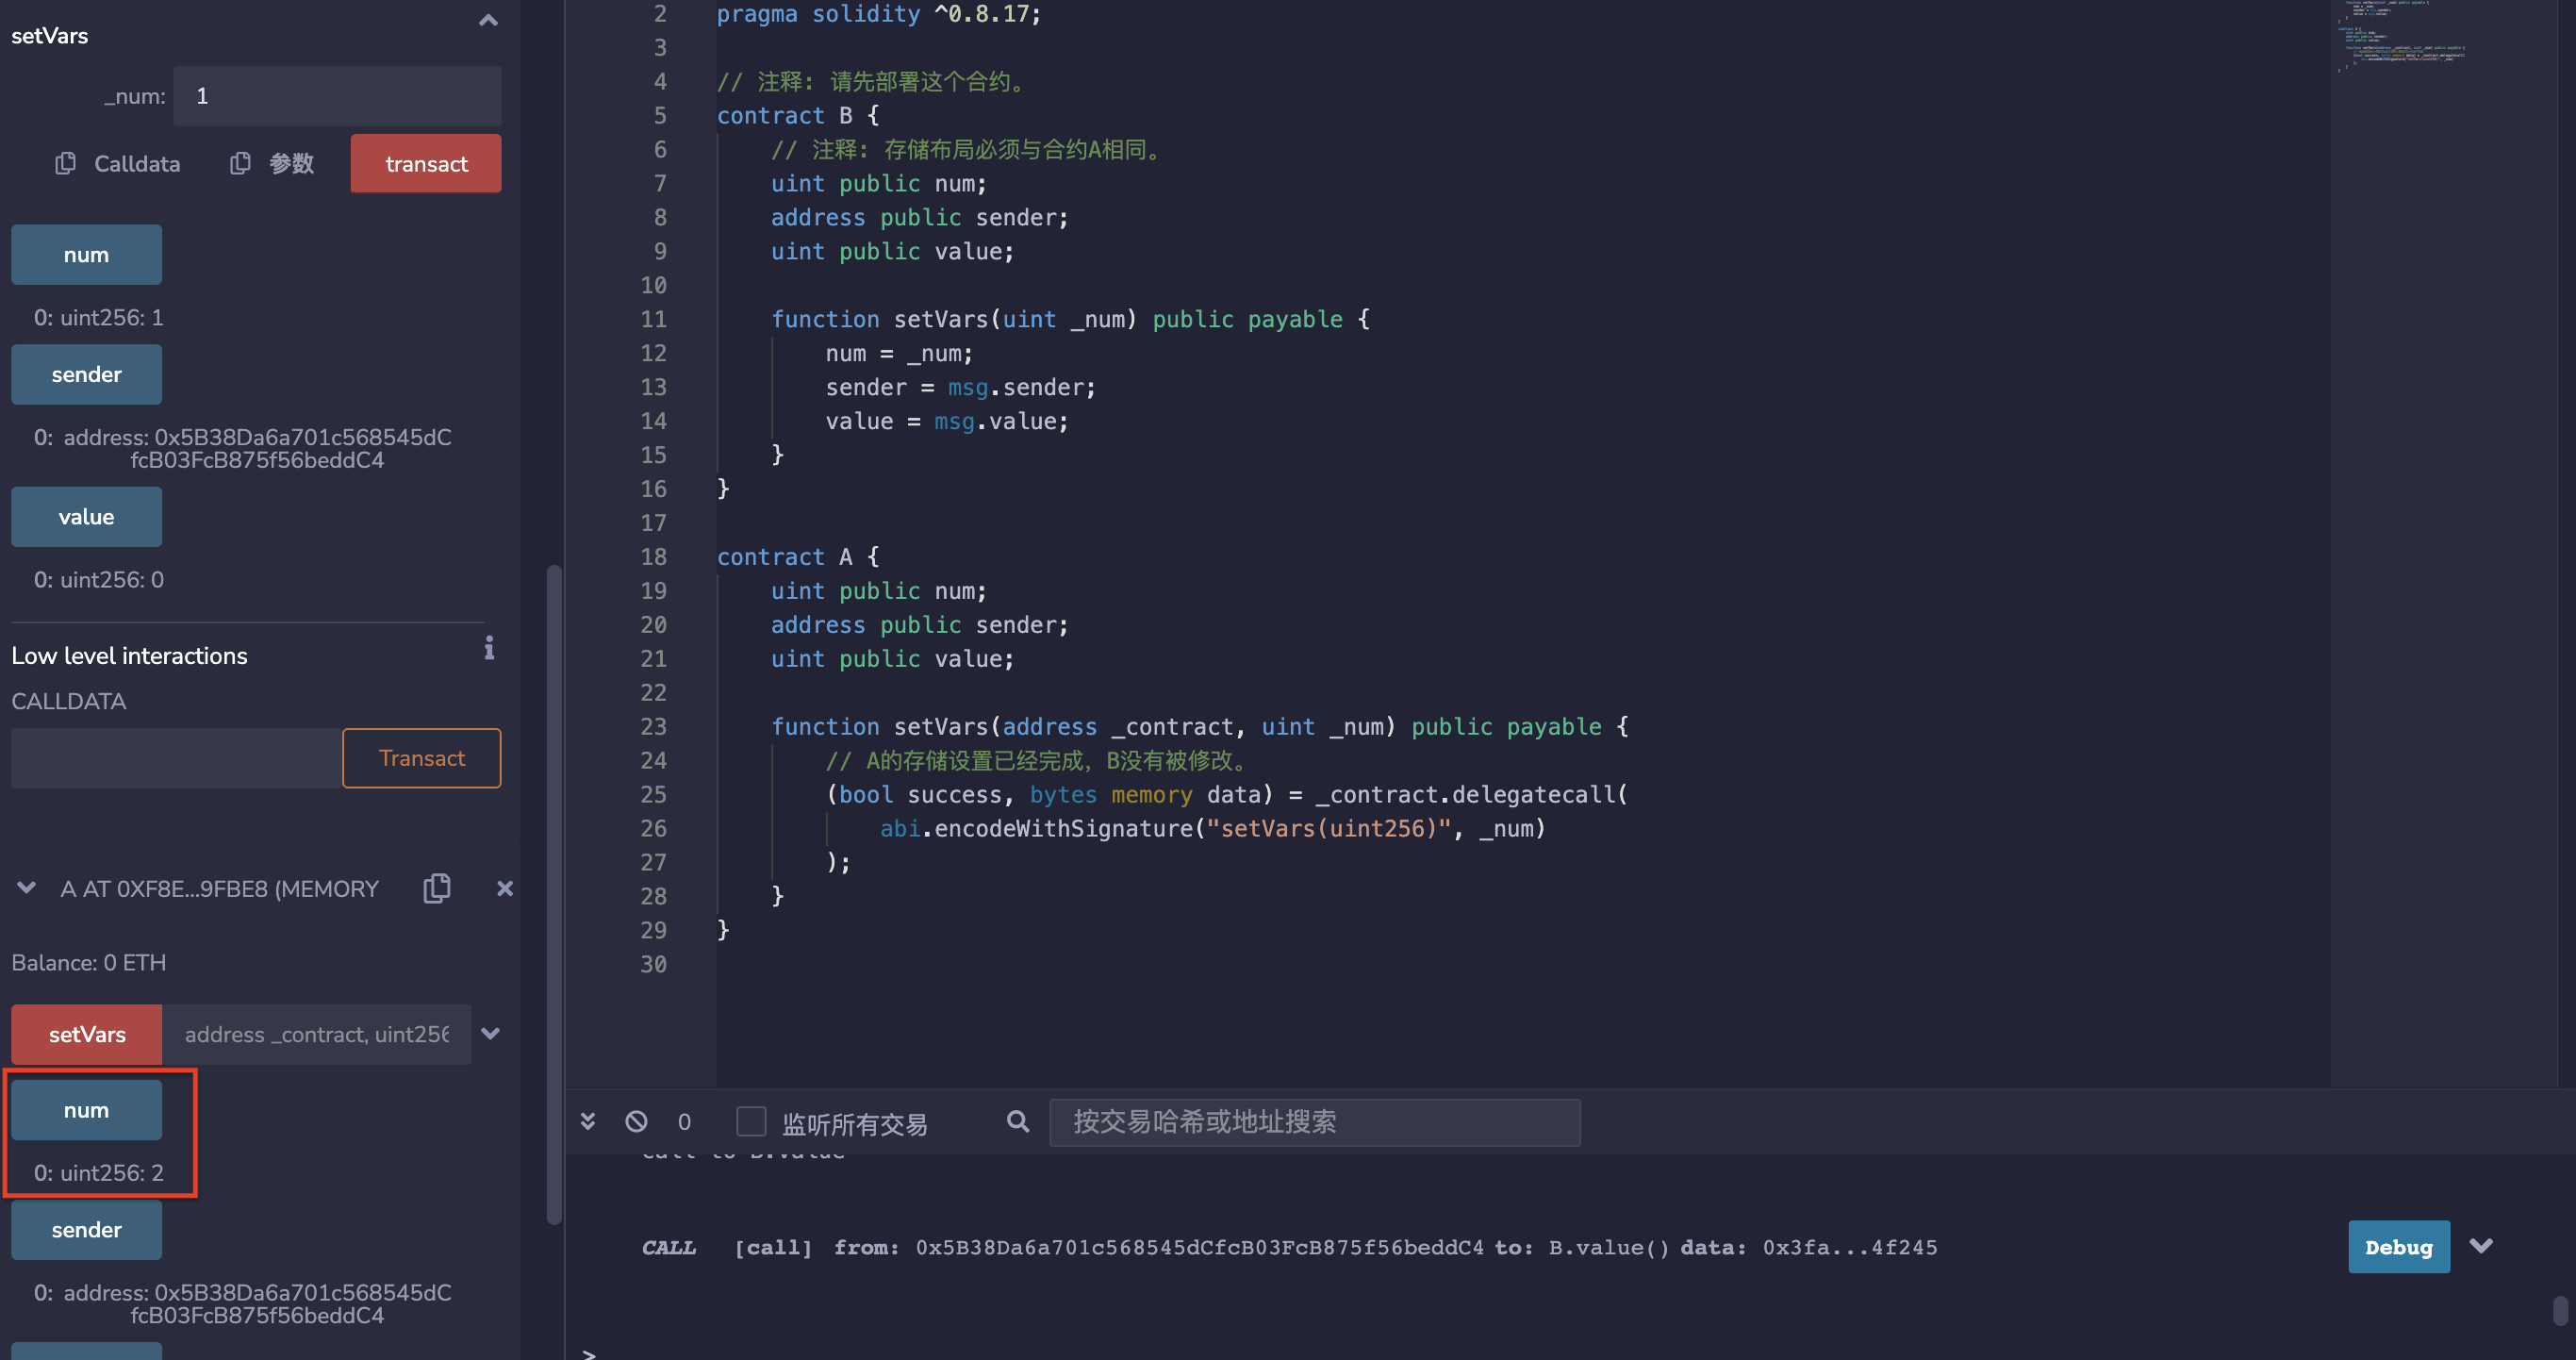 setVars
_num:
1
Calldata
参数
transact
num
0: uint256: 1
sender
0: address: 0x5B38Da6a701c568545dC
fcB03FcB875f56beddC4
value
0: uint256: 0
Low level interactions
CALLDATA
Transact
A AT 0XF8E...9FBE8 (MEMORY
Balance: 0 ETH
setVars
address _contract, uint256
num
0: uint256: 2
sender
0: address: 0x5B38Da6a701c568545dC
fcB03FcB875f56beddC4
2 pragma solidity ^0.8.17;
3
4 // 注释: 请先部署这个合约。
5 contract B {
6 // 注释: 存储布局必须与合约A相同。
7 uint public num;
8 address public sender;
9 uint public value;
10
11 function setVars(uint _num) public payable {
12 num = _num;
13 sender = msg.sender;
14 value = msg.value;
15 }
16 }
17
18 contract A {
19 uint public num;
20 address public sender;
21 uint public value;
22
23 function setVars(address _contract, uint _num) public payable {
24 // A的存储设置已经完成，B没有被修改。
25 (bool success, bytes memory data) = _contract.delegatecall(
26 abi.encodeWithSignature("setVars(uint256)", _num)
27 );
28 }
29 }
30
0
监听所有交易
按交易哈希或地址搜索
call to B.value
CALL [call] from: 0x5B38Da6a701c568545dCfcB03FcB875f56beddC4 to: B.value() data: 0x3fa...4f245
Debug
>